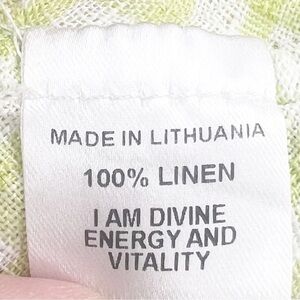 MADE IN LITHUANIA
100% LINEN
I AM DIVINE
ENERGY AND
VITALITY